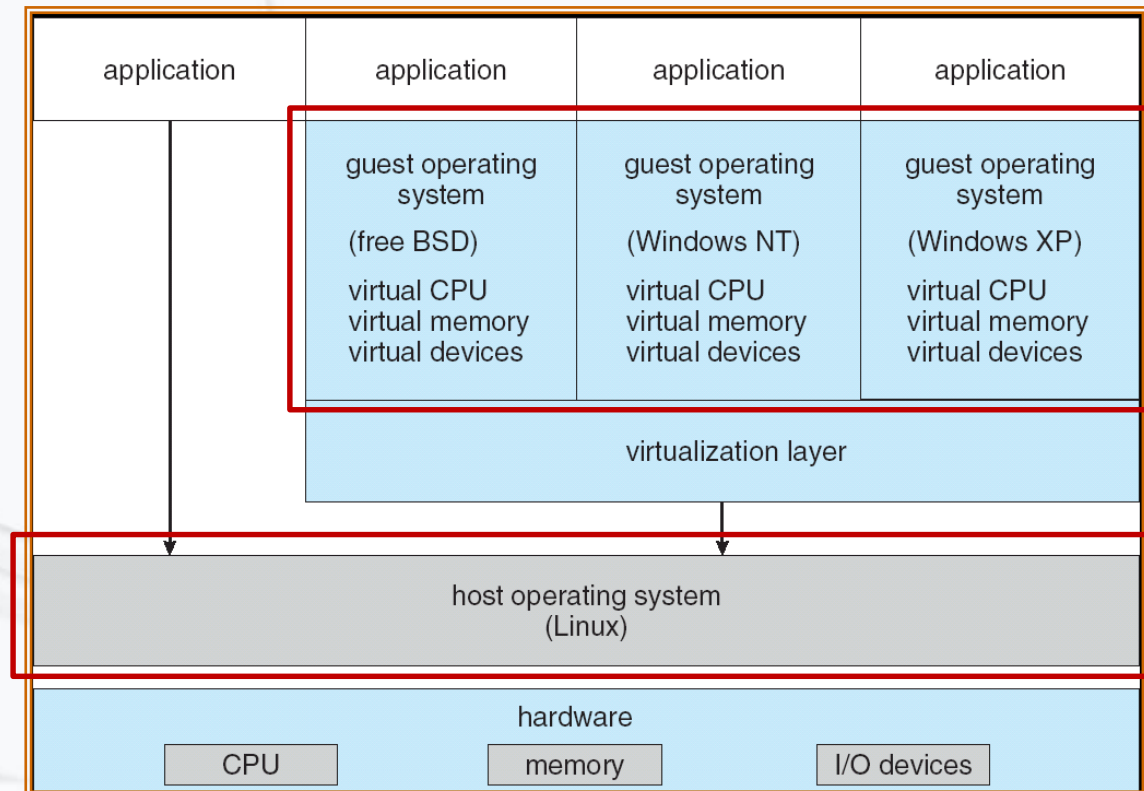 application
application
application
application
guest operating
system
(free BSD)
virtual CPU
virtual memory
virtual devices
guest operating
system
(Windows NT)
virtual CPU
virtual memory
virtual devices
guest operating
system
(Windows XP)
virtual CPU
virtual memory
virtual devices
virtualization layer
host operating system
(Linux)
hardware
CPU
memory
I/O devices